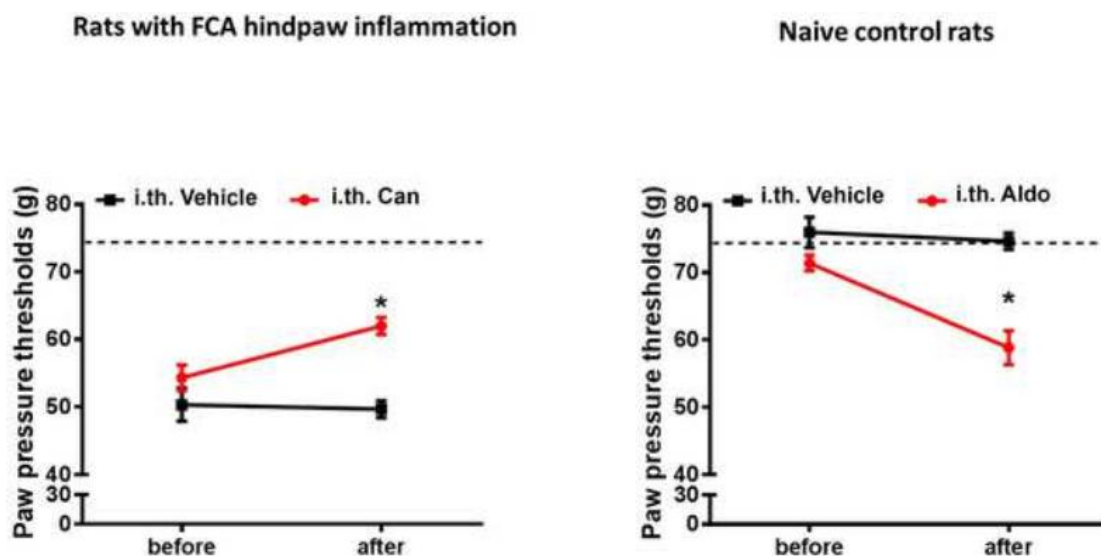 Rats with FCA hindpaw inflammation
Naive control rats
Paw pressure thresholds (g)
i.th. Vehicle i.th. Can
80
70
60
50
40
30
0
*
before after
Paw pressure thresholds (g)
i.th. Vehicle i.th. Aldo
80
70
60
50
40
30
0
*
before after